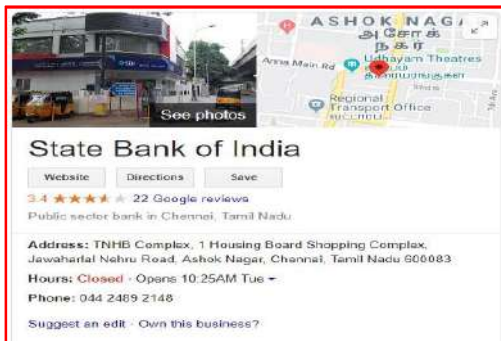 ASHOK NAGA
அசோக்
நகர்
Anna Main Rd
Udhayam Theatres
Regional
Transport Office
See photos
State Bank of India
Website Directions Save
3.4 22 Google reviews
Public sector bank in Chennai, Tamil Nadu
Address: TNHB Complex, 1 Housing Board Shopping Complex,
Jawaharlal Nehru Road, Ashok Nagar, Chennai, Tamil Nadu 600083
Hours: Closed · Opens 10:25AM Tue
Phone: 044 2489 2148
Suggest an edit · Own this business?